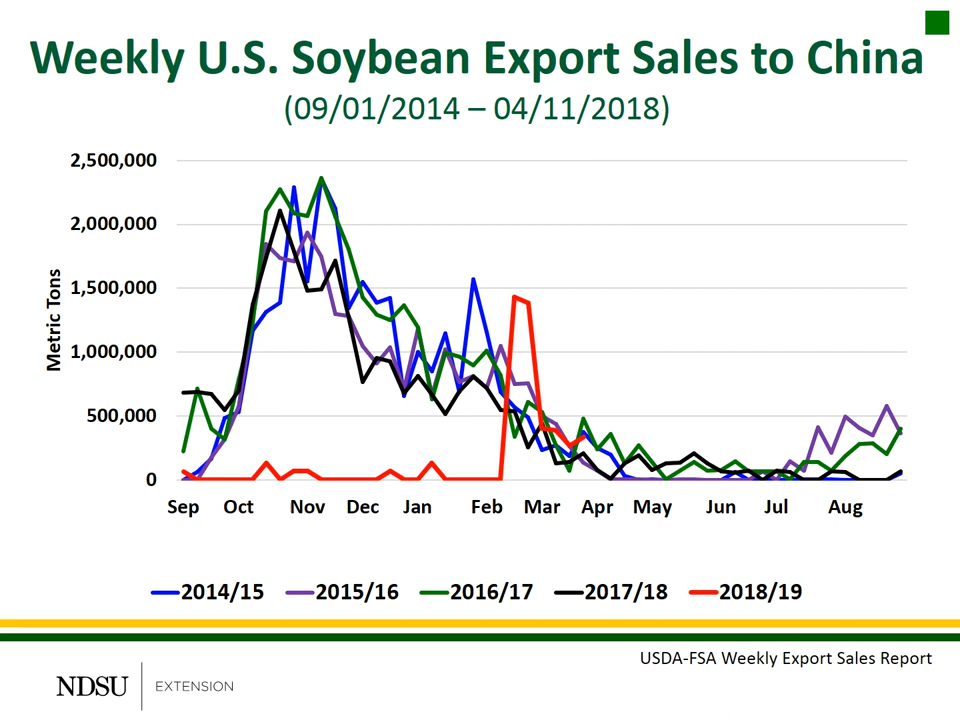 Weekly U.S. Soybean Export Sales to China
(09/01/2014 – 04/11/2018)
Metric Tons
2,500,000
2,000,000
1,500,000
1,000,000
500,000
0
Sep Oct Nov Dec Jan Feb Mar Apr May Jun Jul Aug
2014/15 2015/16 2016/17 2017/18 2018/19
USDA-FSA Weekly Export Sales Report
NDSU EXTENSION